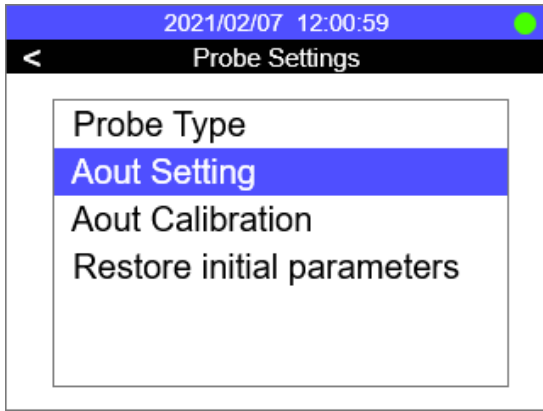 2021/02/07 12:00:59
< Probe Settings
Probe Type
Aout Setting
Aout Calibration
Restore initial parameters